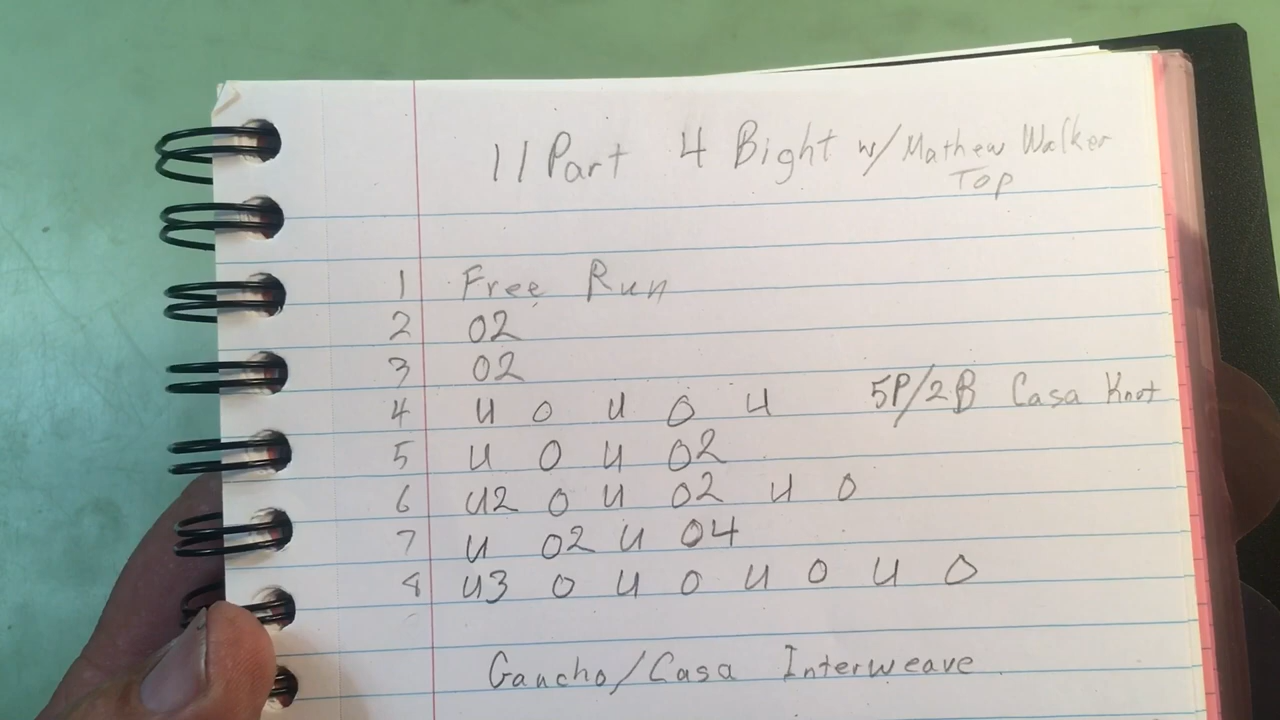 11 Part 4 Bight w/ Mathew Walker
Top
1 Free Run
2 O2
3 O2
4 U O U O U 5P/2B Casa Knot
5 U O U O2
6 U2 O U O2 U O
7 U O2 U O4
8 U3 O U O U O U O
Gaucho/Casa Interweave